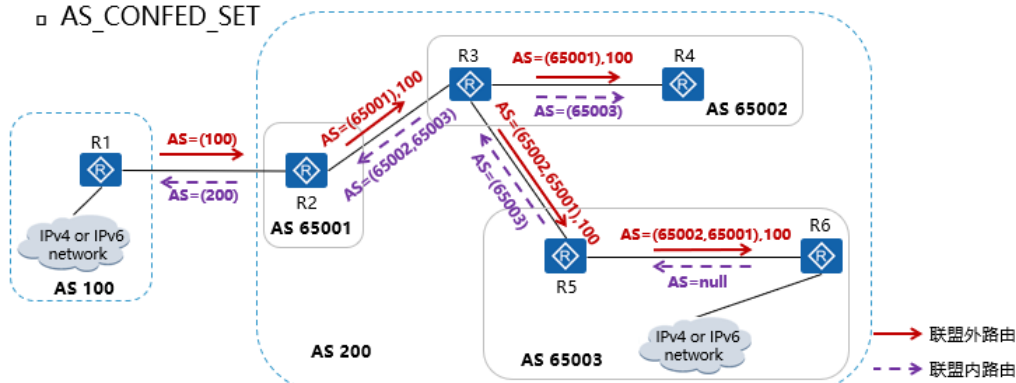 □ AS_CONFED_SET
R3
R4
AS=(65001),100
AS=(65003)
AS 65002
AS=(65001),100
AS=(65002,65003)
R1
AS=(100)
AS=(200)
R
R
R
R
R2
AS 65001
AS=(65002,65001),100
AS=(65003)
IPv4 or IPv6
network
AS 100
R
R5
AS=(65002,65001),100
AS=null
R6
R
IPv4 or IPv6
network
AS 200
AS 65003
联盟外路由
联盟内路由